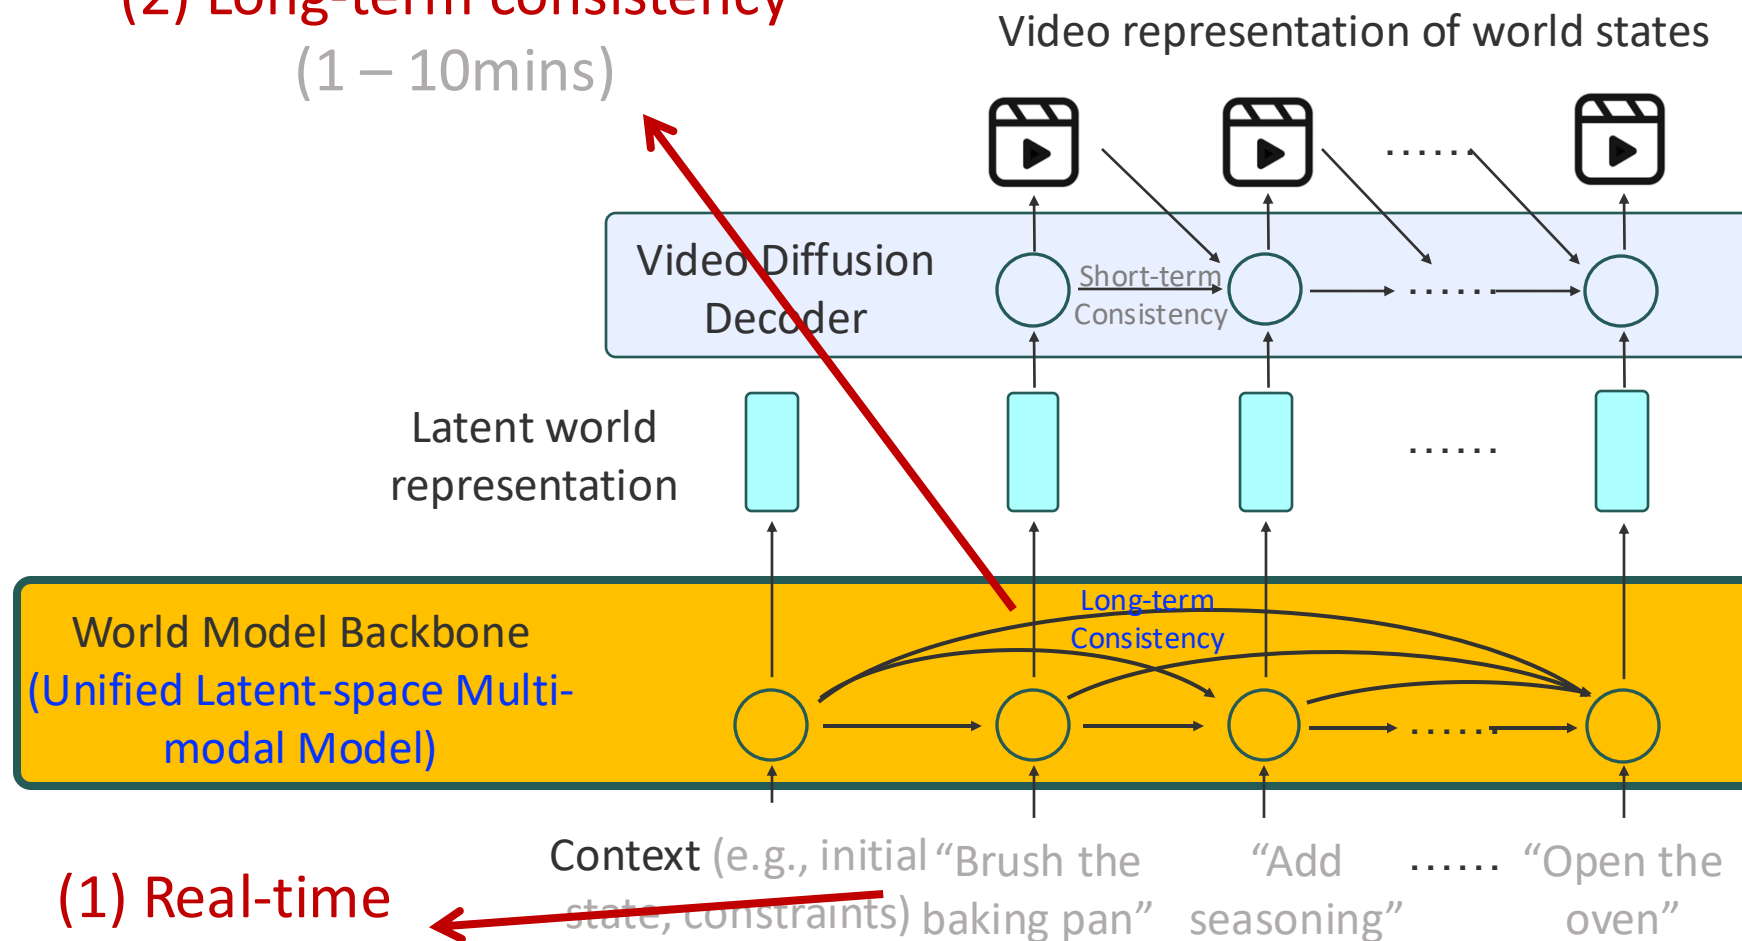 (2) Long-term consistency
(1 – 10mins)
Video representation of world states
......
Video Diffusion
Decoder
Short-term
Consistency
......
Latent world
representation
......
World Model Backbone
(Unified Latent-space Multi-
modal Model)
Long-term
Consistency
......
(1) Real-time
Context (e.g., initial
state, constraints)
“Brush the
baking pan”
“Add
seasoning”
......
“Open the
oven”